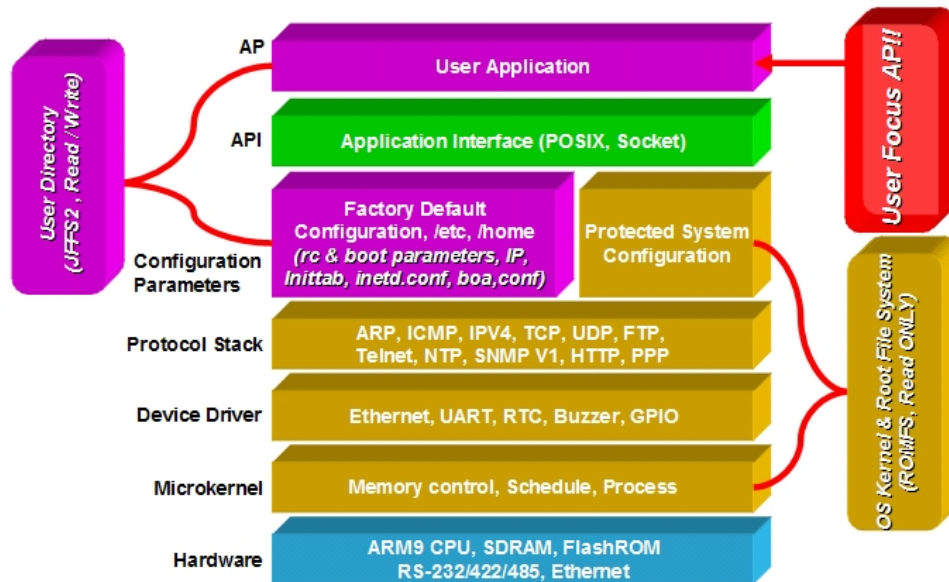 AP
User Application
API
Application Interface (POSIX, Socket)
Factory Default
Configuration, /etc, /home
(rc & boot parameters, IP,
Inittab, inetd.conf, boa,conf)
Protected System
Configuration
Configuration
Parameters
Protocol Stack
ARP, ICMP, IPV4, TCP, UDP, FTP,
Telnet, NTP, SNMP V1, HTTP, PPP
Device Driver
Ethernet, UART, RTC, Buzzer, GPIO
Microkernel
Memory control, Schedule, Process
Hardware
ARM9 CPU, SDRAM, FlashROM
RS-232/422/485, Ethernet
User Directory
(JFFS2 , Read /Write)
User Focus AP!!
OS Kernel & Root File System
(ROMFS, Read ONLY)